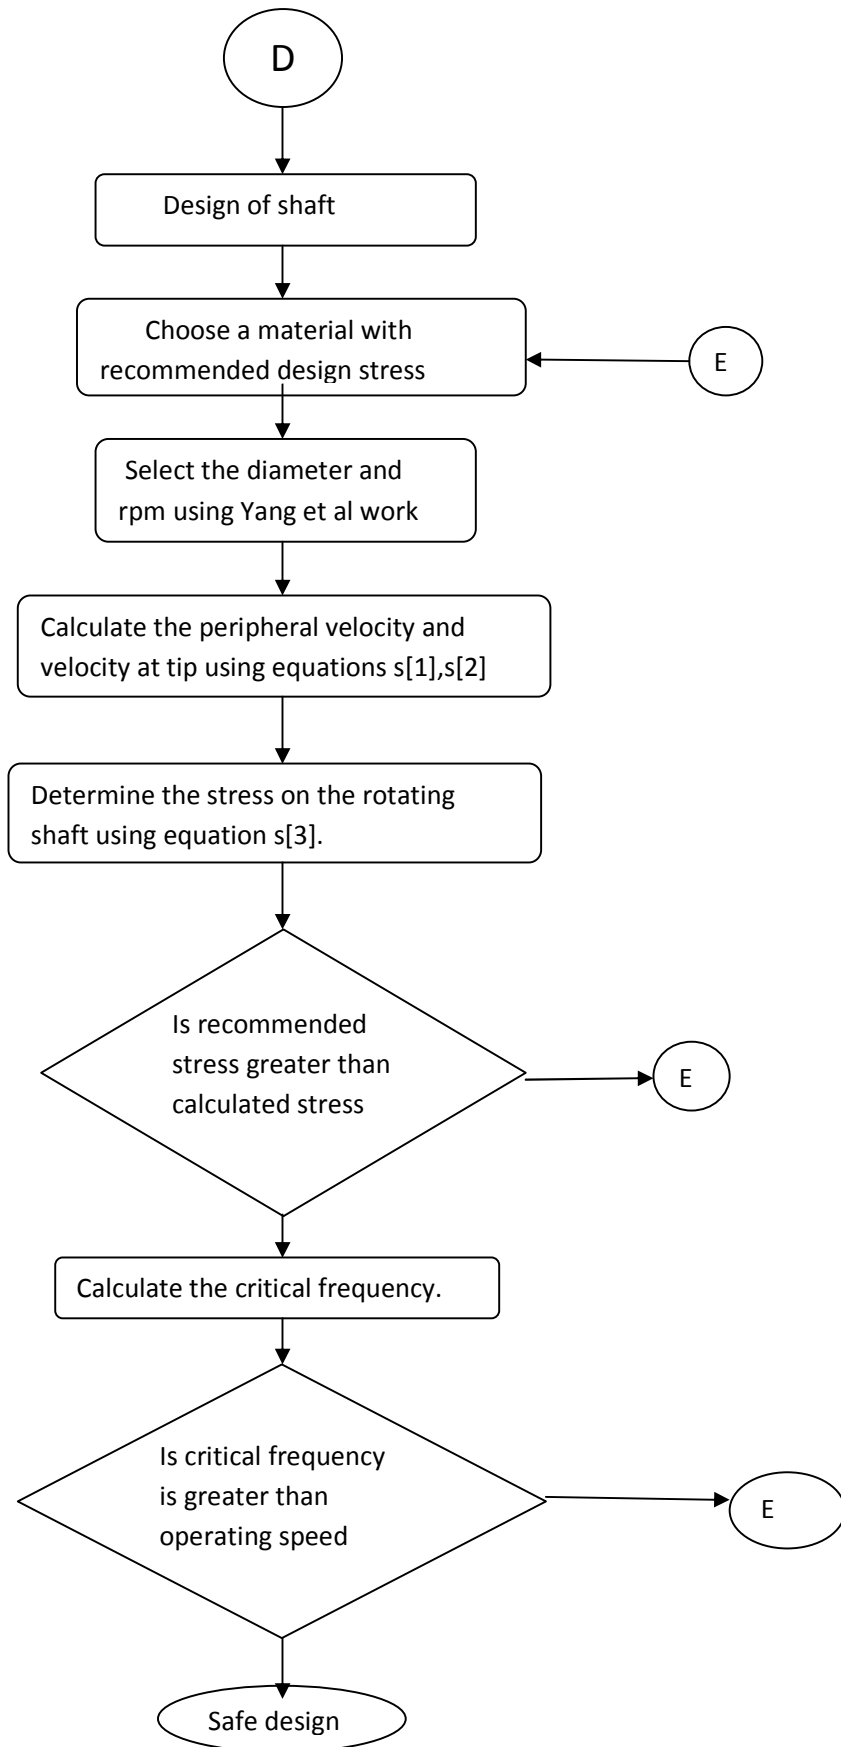 D
Design of shaft
Choose a material with
recommended design stress
E
Select the diameter and
rpm using Yang et al work
Calculate the peripheral velocity and
velocity at tip using equations s[1],s[2]
Determine the stress on the rotating
shaft using equation s[3].
Is recommended
stress greater than
calculated stress
E
Calculate the critical frequency.
Is critical frequency
is greater than
operating speed
E
Safe design